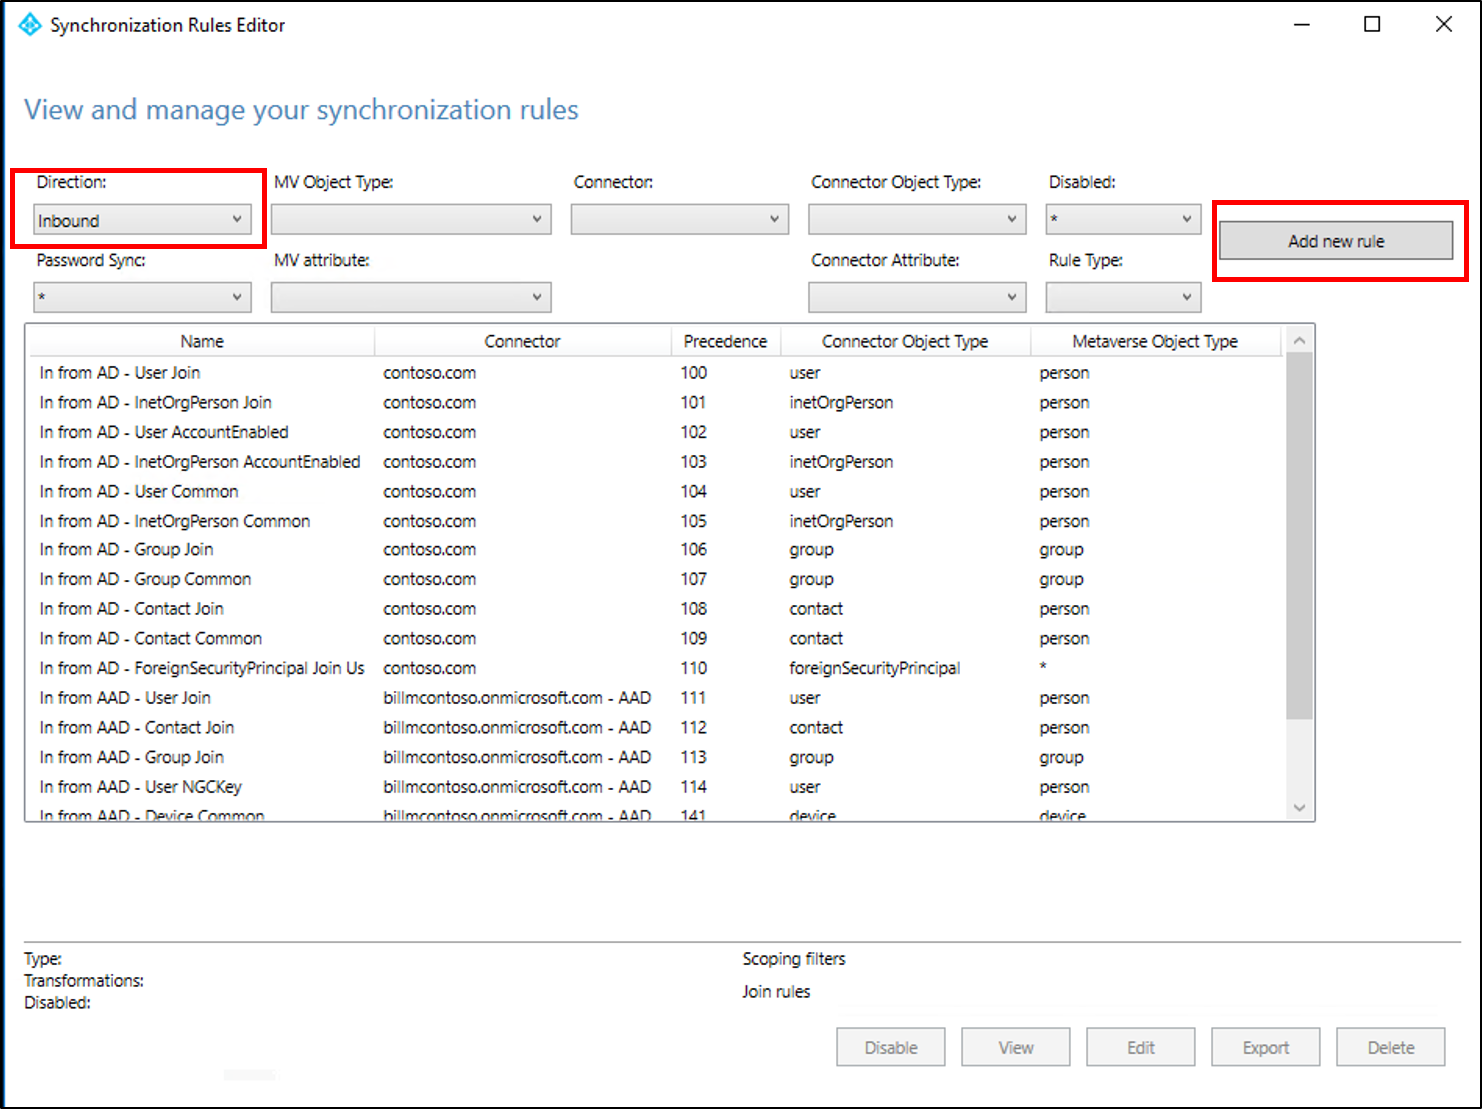 Synchronization Rules Editor
View and manage your synchronization rules
Direction: MV Object Type: Connector: Connector Object Type: Disabled:
Inbound *
Add new rule
Password Sync: MV attribute: Connector Attribute: Rule Type:
*
Name Connector Precedence Connector Object Type Metaverse Object Type
In from AD - User Join contoso.com 100 user person
In from AD - InetOrgPerson Join contoso.com 101 inetOrgPerson person
In from AD - User AccountEnabled contoso.com 102 user person
In from AD - InetOrgPerson AccountEnabled contoso.com 103 inetOrgPerson person
In from AD - User Common contoso.com 104 user person
In from AD - InetOrgPerson Common contoso.com 105 inetOrgPerson person
In from AD - Group Join contoso.com 106 group group
In from AD - Group Common contoso.com 107 group group
In from AD - Contact Join contoso.com 108 contact person
In from AD - Contact Common contoso.com 109 contact person
In from AD - ForeignSecurityPrincipal Join Us contoso.com 110 foreignSecurityPrincipal *
In from AAD - User Join billmcontoso.onmicrosoft.com - AAD 111 user person
In from AAD - Contact Join billmcontoso.onmicrosoft.com - AAD 112 contact person
In from AAD - Group Join billmcontoso.onmicrosoft.com - AAD 113 group group
In from AAD - User NGCKey billmcontoso.onmicrosoft.com - AAD 114 user person
In from AAD - Device Common billmcontoso.onmicrosoft.com - AAD 141 device device
Type: Scoping filters
Transformations:
Disabled: Join rules
Disable View Edit Export Delete